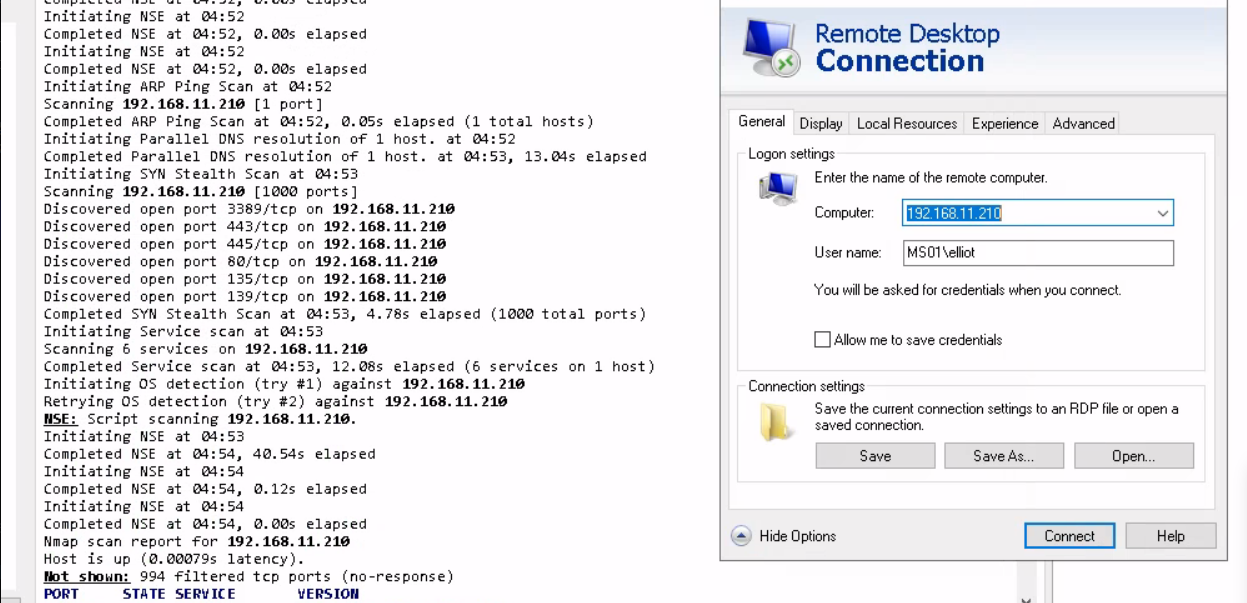 Completed NSE at 04:52, 0.00s elapsed
Initiating NSE at 04:52
Completed NSE at 04:52, 0.00s elapsed
Initiating NSE at 04:52
Completed NSE at 04:52, 0.00s elapsed
Initiating ARP Ping Scan at 04:52
Scanning 192.168.11.210 [1 port]
Completed ARP Ping Scan at 04:52, 0.05s elapsed (1 total hosts)
Initiating Parallel DNS resolution of 1 host. at 04:52
Completed Parallel DNS resolution of 1 host. at 04:53, 13.04s elapsed
Initiating SYN Stealth Scan at 04:53
Scanning 192.168.11.210 [1000 ports]
Discovered open port 3389/tcp on 192.168.11.210
Discovered open port 443/tcp on 192.168.11.210
Discovered open port 445/tcp on 192.168.11.210
Discovered open port 80/tcp on 192.168.11.210
Discovered open port 135/tcp on 192.168.11.210
Discovered open port 139/tcp on 192.168.11.210
Completed SYN Stealth Scan at 04:53, 4.78s elapsed (1000 total ports)
Initiating Service scan at 04:53
Scanning 6 services on 192.168.11.210
Completed Service scan at 04:53, 12.08s elapsed (6 services on 1 host)
Initiating OS detection (try #1) against 192.168.11.210
Retrying OS detection (try #2) against 192.168.11.210
NSE: Script scanning 192.168.11.210.
Initiating NSE at 04:53
Completed NSE at 04:54, 40.54s elapsed
Initiating NSE at 04:54
Completed NSE at 04:54, 0.12s elapsed
Initiating NSE at 04:54
Completed NSE at 04:54, 0.00s elapsed
Nmap scan report for 192.168.11.210
Host is up (0.00079s latency).
Not shown: 994 filtered tcp ports (no-response)
PORT STATE SERVICE VERSION
Remote Desktop
Connection
General Display Local Resources Experience Advanced
Logon settings
Enter the name of the remote computer.
Computer: 192.168.11.210
User name: MS01\elliot
You will be asked for credentials when you connect.
Allow me to save credentials
Connection settings
Save the current connection settings to an RDP file or open a
saved connection.
Save Save As... Open...
Hide Options Connect Help